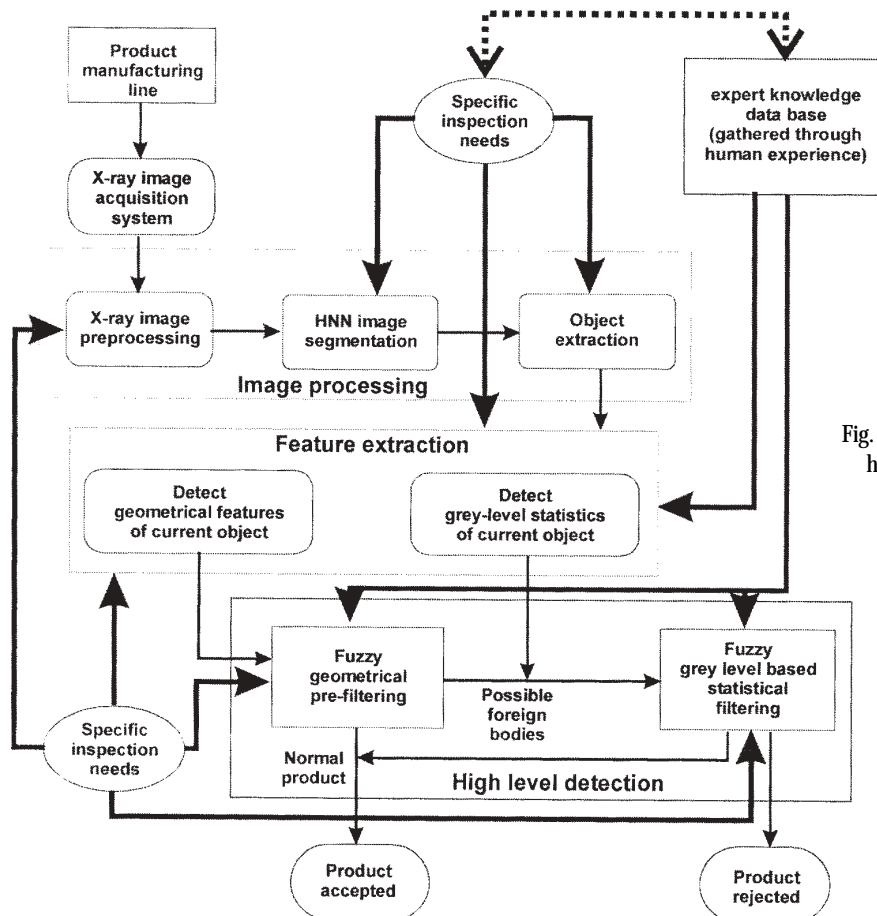 Product
manufacturing
line
Specific
inspection
needs
expert knowledge
data base
(gathered through
human experience)
X-ray image
acquisition
system
X-ray image
preprocessing
HNN image
segmentation
Object
extraction
Image processing
Fig.
h
Feature extraction
Detect
geometrical features
of current object
Detect
grey-level statistics
of current object
Fuzzy
geometrical
pre-filtering
Possible
foreign
bodies
Fuzzy
grey level based
statistical
filtering
Specific
inspection
needs
Normal
product
High level detection
Product
accepted
Product
rejected